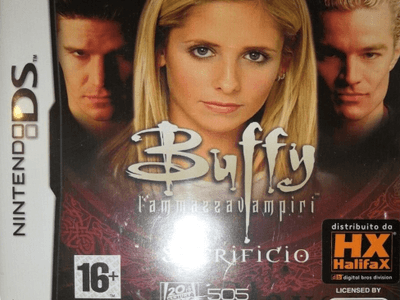 NINTENDO DS
Buffy
l'ammazzavampiri
Sacrificio
distribuito da
HX
HalifaX
digital bros division
16+
505
LICENSED BY